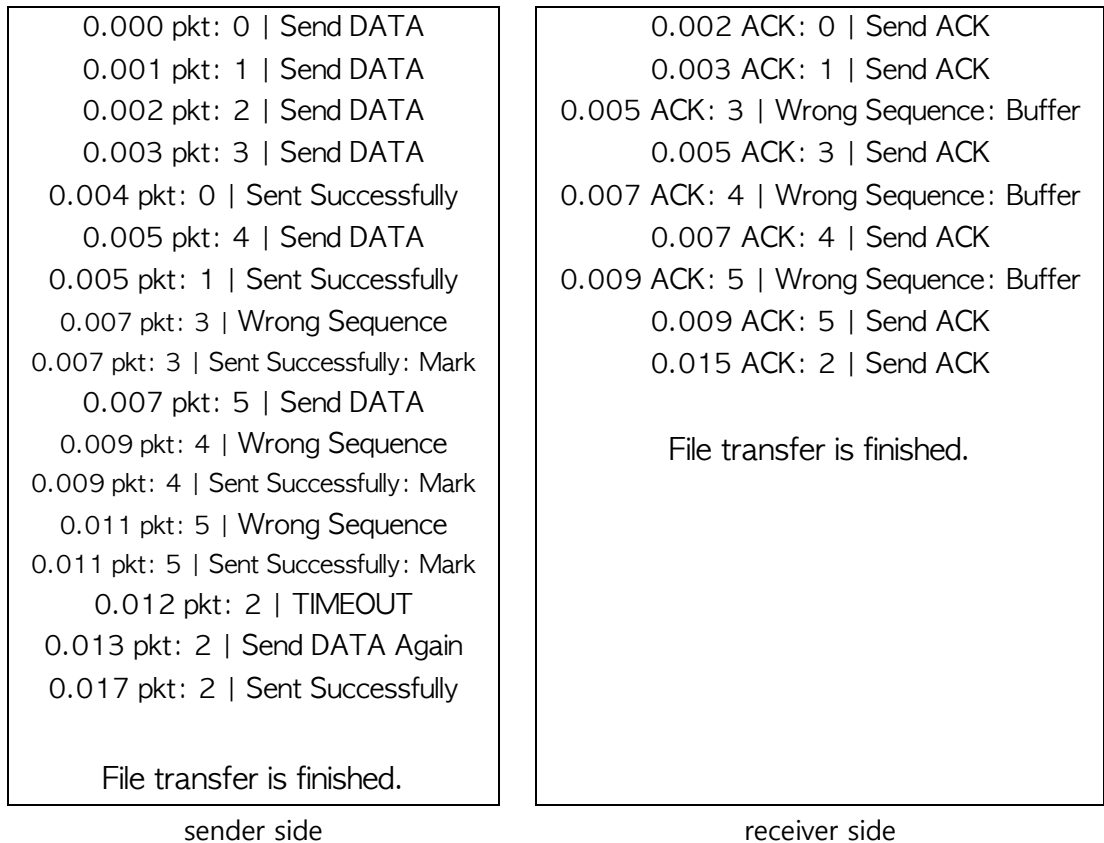 0.000 pkt: 0 | Send DATA
0.001 pkt: 1 | Send DATA
0.002 pkt: 2 | Send DATA
0.003 pkt: 3 | Send DATA
0.004 pkt: 0 | Sent Successfully
0.005 pkt: 4 | Send DATA
0.005 pkt: 1 | Sent Successfully
0.007 pkt: 3 | Wrong Sequence
0.007 pkt: 3 | Sent Successfully: Mark
0.007 pkt: 5 | Send DATA
0.009 pkt: 4 | Wrong Sequence
0.009 pkt: 4 | Sent Successfully: Mark
0.011 pkt: 5 | Wrong Sequence
0.011 pkt: 5 | Sent Successfully: Mark
0.012 pkt: 2 | TIMEOUT
0.013 pkt: 2 | Send DATA Again
0.017 pkt: 2 | Sent Successfully
File transfer is finished.
sender side
0.002 ACK: 0 | Send ACK
0.003 ACK: 1 | Send ACK
0.005 ACK: 3 | Wrong Sequence: Buffer
0.005 ACK: 3 | Send ACK
0.007 ACK: 4 | Wrong Sequence: Buffer
0.007 ACK: 4 | Send ACK
0.009 ACK: 5 | Wrong Sequence: Buffer
0.009 ACK: 5 | Send ACK
0.015 ACK: 2 | Send ACK
File transfer is finished.
receiver side